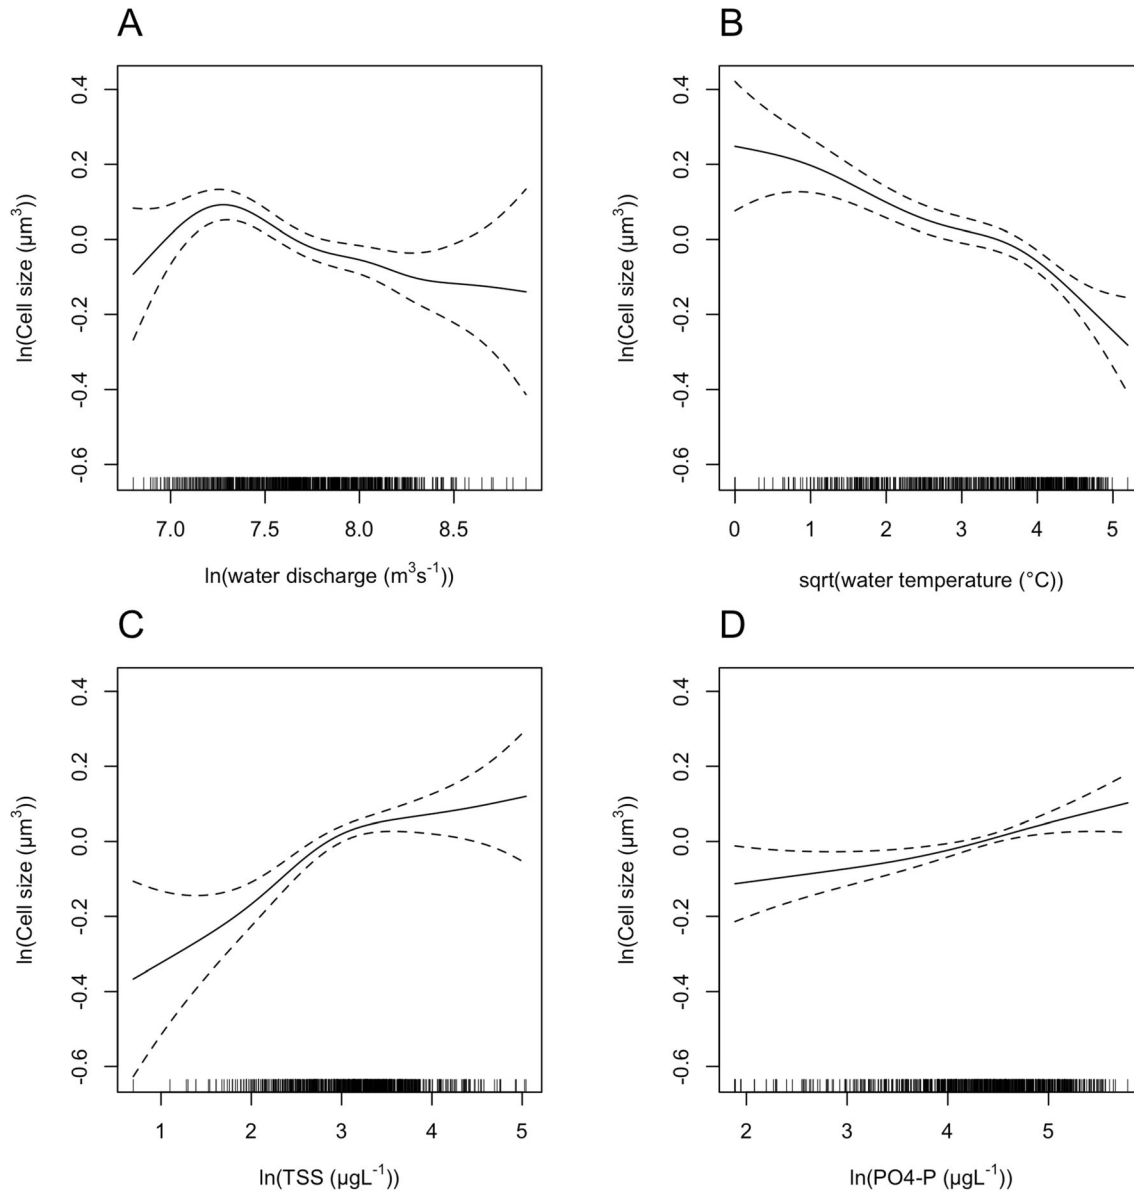 A
ln(Cell size (µm³))
0.4
0.2
0.0
-0.2
-0.4
-0.6
7.0 7.5 8.0 8.5
ln(water discharge (m³s⁻¹))
B
ln(Cell size (µm³))
0.4
0.2
0.0
-0.2
-0.4
-0.6
0 1 2 3 4 5
sqrt(water temperature (°C))
C
ln(Cell size (µm³))
0.4
0.2
0.0
-0.2
-0.4
-0.6
1 2 3 4 5
ln(TSS (µgL⁻¹))
D
ln(Cell size (µm³))
0.4
0.2
0.0
-0.2
-0.4
-0.6
2 3 4 5
ln(PO4-P (µgL⁻¹))